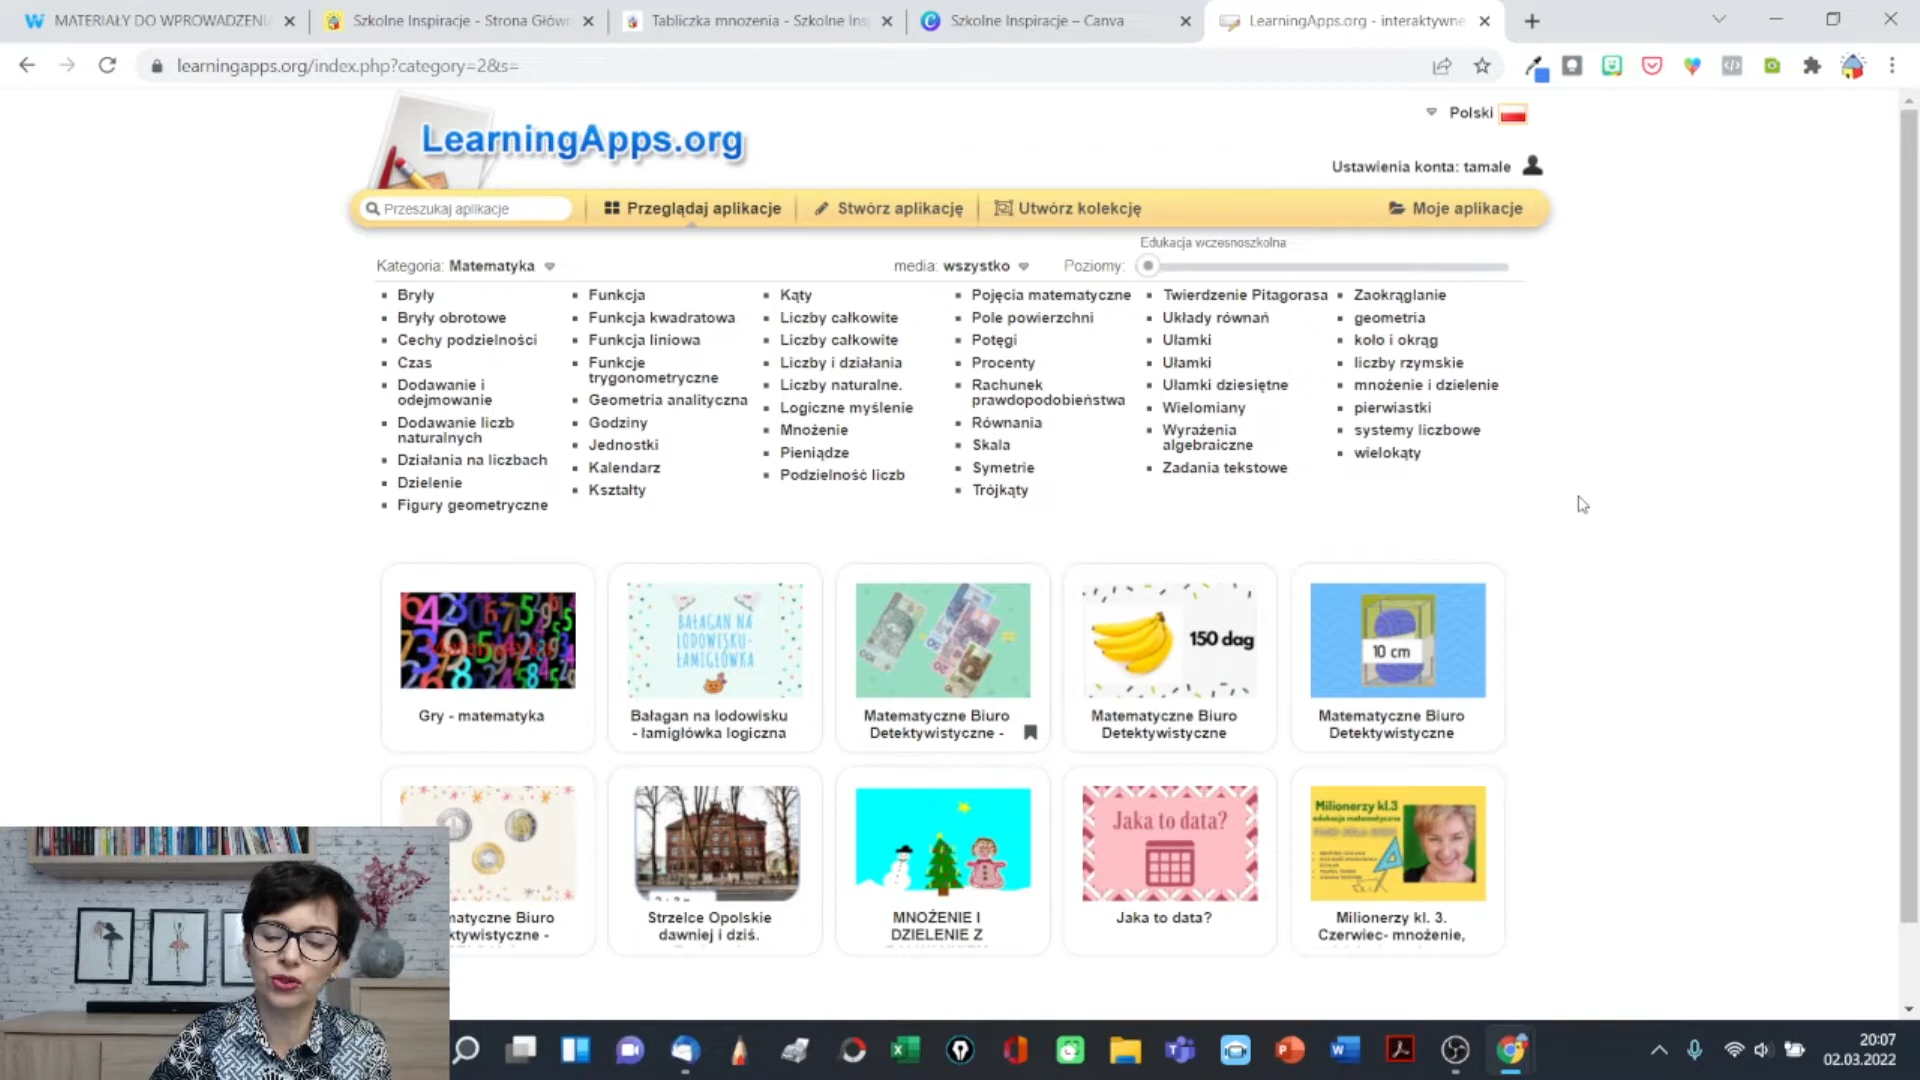 MATERIAŁY DO WPROWADZENI
Szkolne Inspiracje - Strona Główn
Tabliczka mnozenia - Szkolne Insp
Szkolne Inspiracje – Canva
LearningApps.org - interaktywne
learningapps.org/index.php?category=2&s=
LearningApps.org
Polski
Ustawienia konta: tamale
Przeszukaj aplikacje
Przeglądaj aplikacje
Stwórz aplikację
Utwórz kolekcję
Moje aplikacje
Edukacja wczesnoszkolna
Kategoria: Matematyka
media: wszystko
Poziomy:
Bryły
Bryły obrotowe
Cechy podzielności
Czas
Dodawanie i
odejmowanie
Dodawanie liczb
naturalnych
Działania na liczbach
Dzielenie
Figury geometryczne
Funkcja
Funkcja kwadratowa
Funkcja liniowa
Funkcje
trygonometryczne
Geometria analityczna
Godziny
Jednostki
Kalendarz
Kształty
Kąty
Liczby całkowite
Liczby całkowite
Liczby i działania
Liczby naturalne.
Logiczne myślenie
Mnożenie
Pieniądze
Podzielność liczb
Pojęcia matematyczne
Pole powierzchni
Potęgi
Procenty
Rachunek
prawdopodobieństwa
Równania
Skala
Symetrie
Trójkąty
Twierdzenie Pitagorasa
Układy równań
Ułamki
Ułamki
Ułamki dziesiętne
Wielomiany
Wyrażenia
algebraiczne
Zadania tekstowe
Zaokrąglanie
geometria
koło i okrąg
liczby rzymskie
mnożenie i dzielenie
pierwiastki
systemy liczbowe
wielokąty
BAŁAGAN NA
LODOWISKU-
ŁAMIGŁÓWKA
150 dag
10 cm
Gry - matematyka
Bałagan na lodowisku
- łamigłówka logiczna
Matematyczne Biuro
Detektywistyczne -
Matematyczne Biuro
Detektywistyczne
Matematyczne Biuro
Detektywistyczne
Jaka to data?
Milionerzy kl.3
edukacja matematyczna
matyczne Biuro
ktywistyczne -
Strzelce Opolskie
dawniej i dziś.
MNOŻENIE I
DZIELENIE Z
Jaka to data?
Milionerzy kl. 3.
Czerwiec- mnożenie,
20:07
02.03.2022